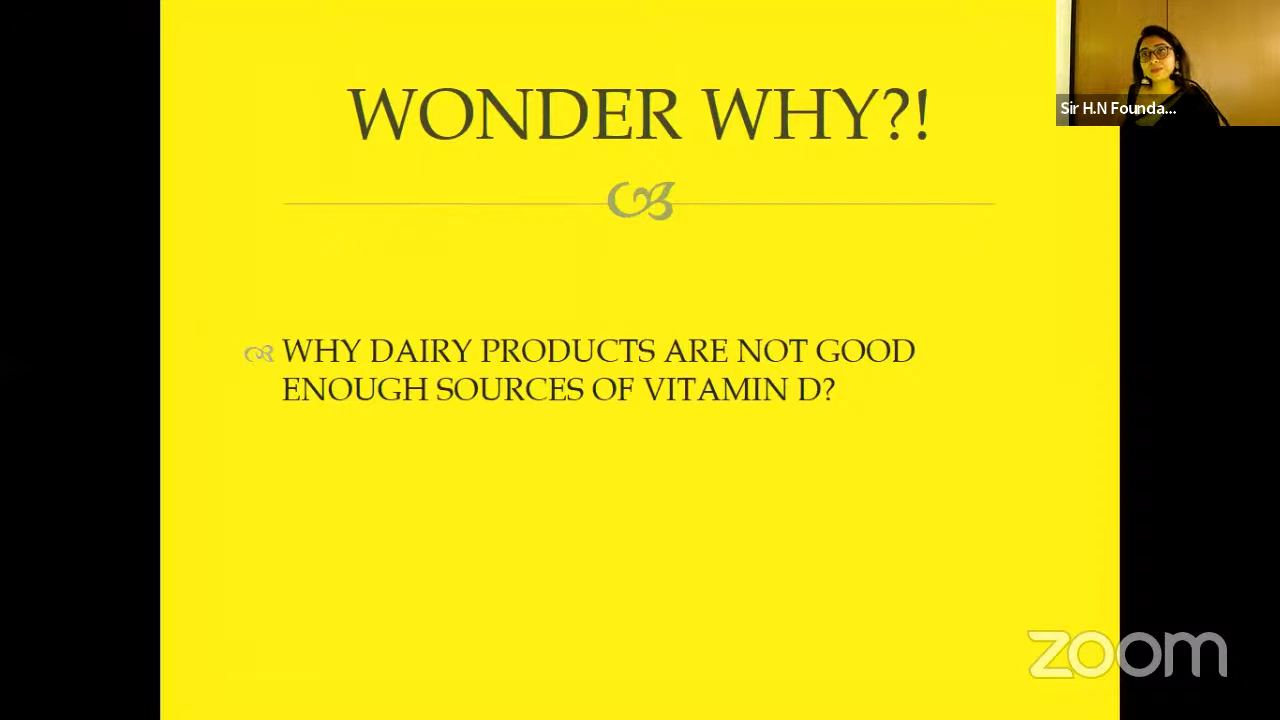 WONDER WHY?!
WHY DAIRY PRODUCTS ARE NOT GOOD
ENOUGH SOURCES OF VITAMIN D?
Sir H.N Founda...
zoom